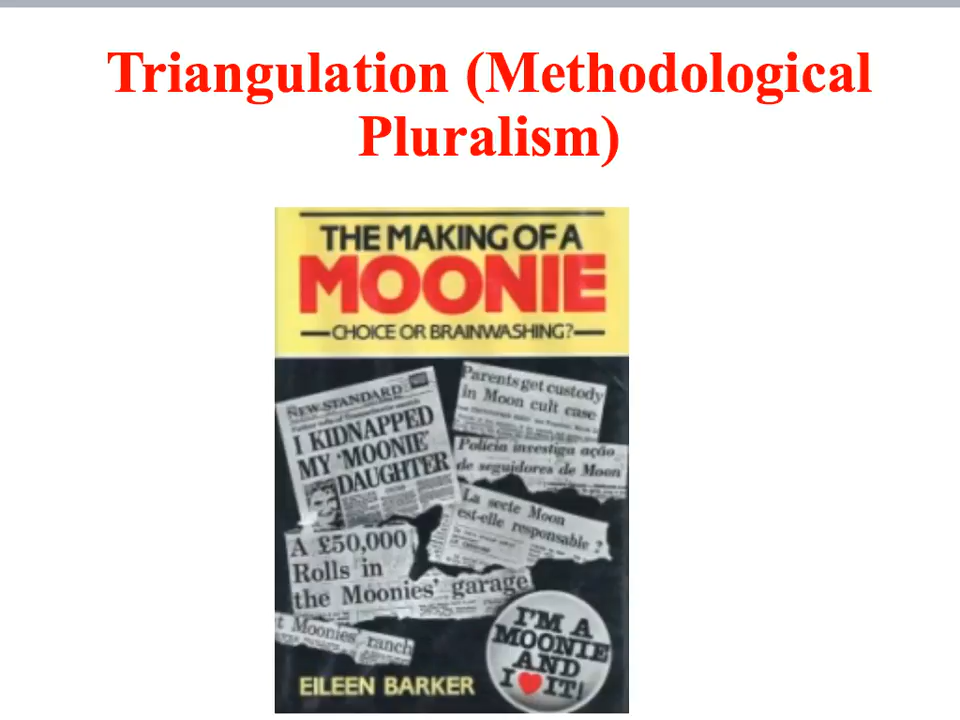 Triangulation (Methodological
Pluralism)
THE MAKING OF A
MOONIE
CHOICE OR BRAINWASHING?
NEW STANDARD
I KIDNAPPED
MY 'MOONIE'
DAUGHTER
Parents get custody
in Moon cult case
Polícia investiga ação
de seguidores de Moon
La secte Moon
est-elle responsable ?
A £50,000
Rolls in
the Moonies' garage
t Moonies' ranch
I'M A
MOONIE
AND
I ♥ IT!
EILEEN BARKER